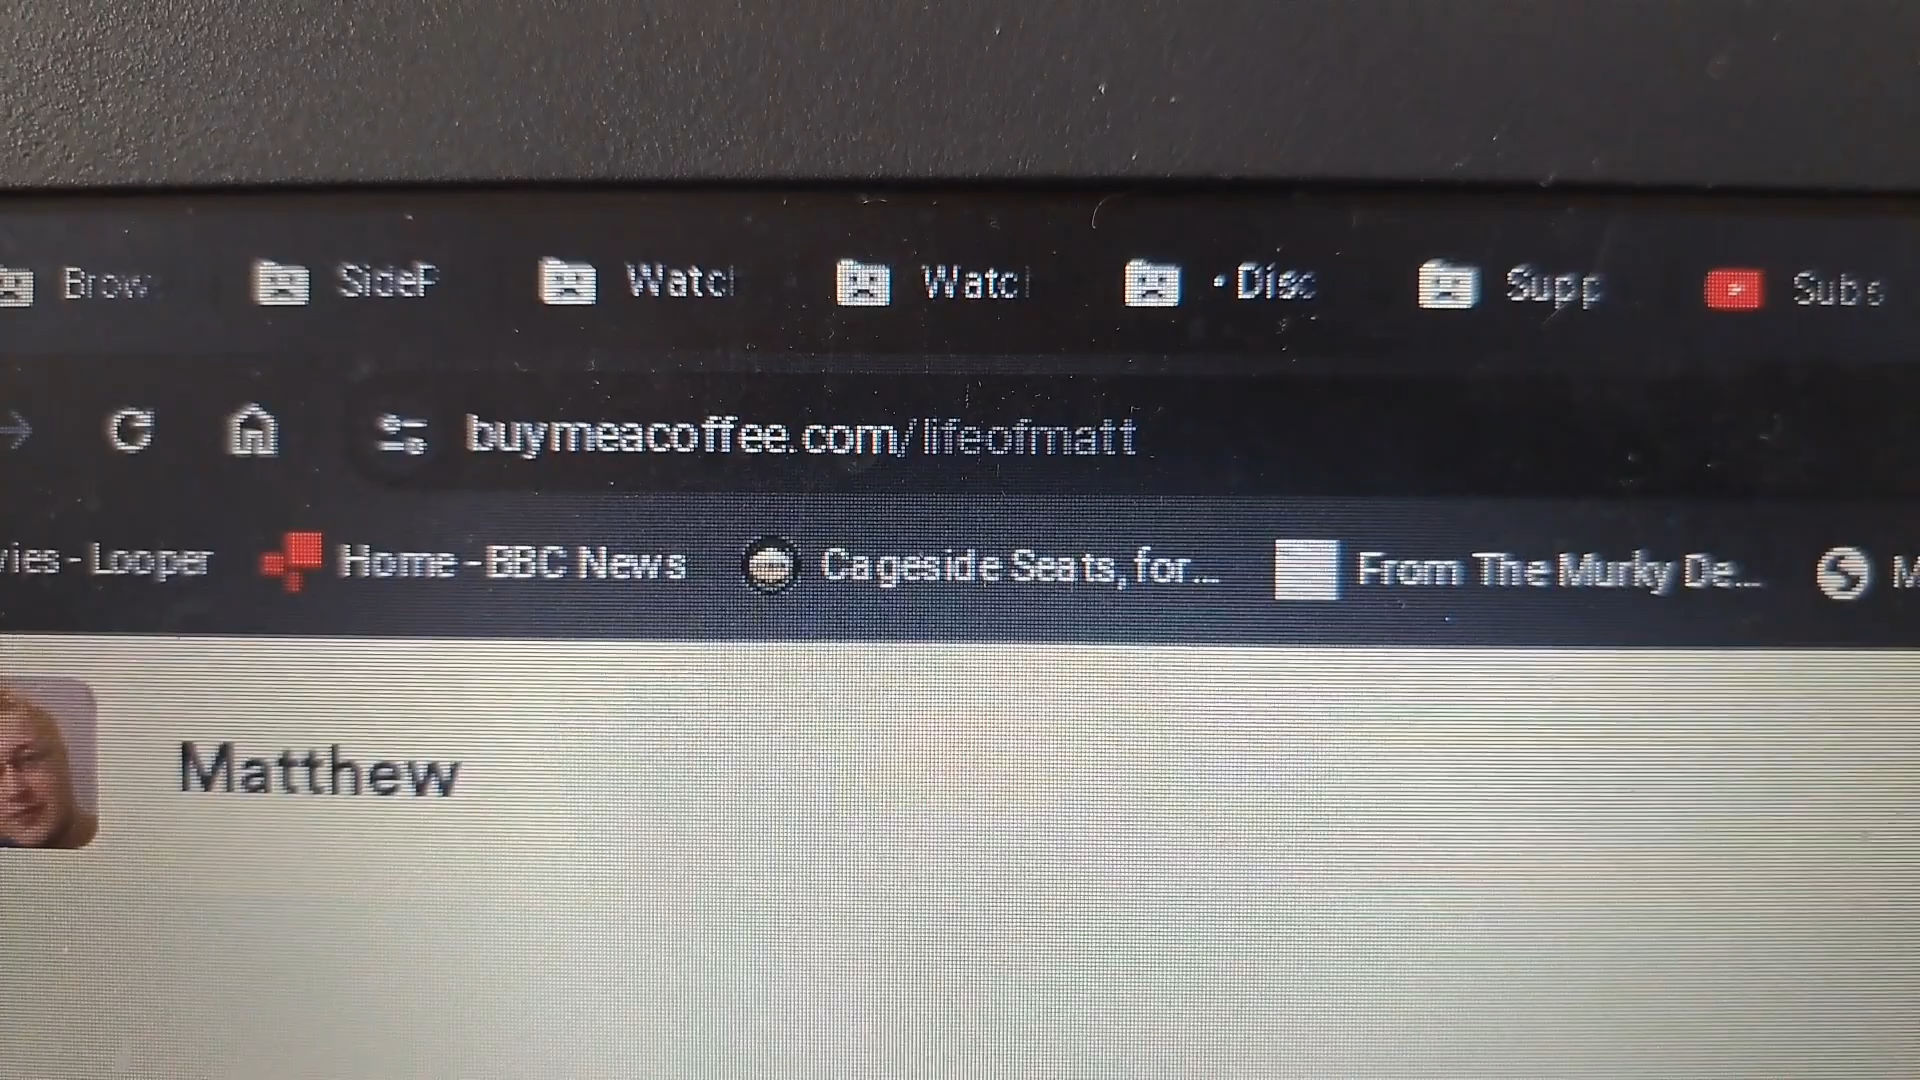 Brow SideP Watc Watc • Disc Supp Subs
buymeacoffee.com/lifeofmatt
vies - Looper Home - BBC News Cageside Seats, for... From The Murky De... M
Matthew